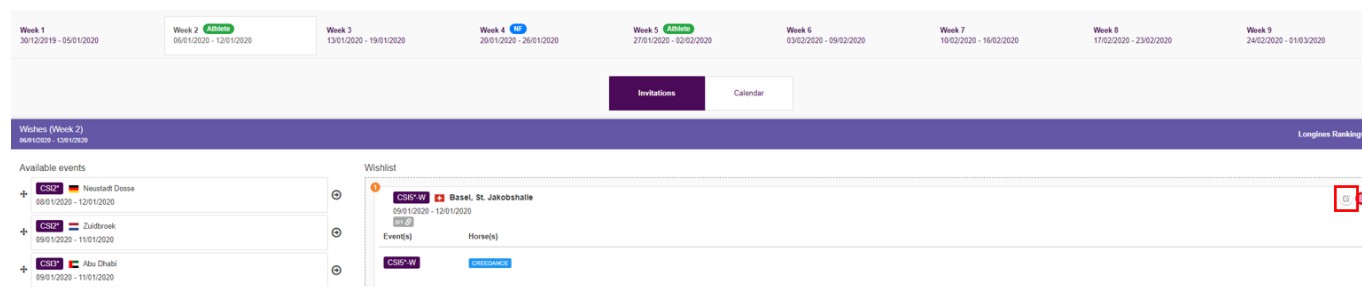 Week 1
30/12/2019 - 05/01/2020
Week 2 Athlete
06/01/2020 - 12/01/2020
Week 3
13/01/2020 - 19/01/2020
Week 4 NF
20/01/2020 - 26/01/2020
Week 5 Athlete
27/01/2020 - 02/02/2020
Week 6
03/02/2020 - 09/02/2020
Week 7
10/02/2020 - 16/02/2020
Week 8
17/02/2020 - 23/02/2020
Week 9
24/02/2020 - 01/03/2020
Invitations
Calendar
Wishes (Week 2)
06/01/2020 - 12/01/2020
Longines Rankings
Available events
CSI2* Neustadt Dosse
08/01/2020 - 12/01/2020
CSI2* Zuidbroek
09/01/2020 - 11/01/2020
CSI3* Abu Dhabi
09/01/2020 - 11/01/2020
Wishlist
1
CSI5*-W Basel, St. Jakobshalle
09/01/2020 - 12/01/2020
0/1
Event(s) Horse(s)
CSI5*-W CREEDANCE